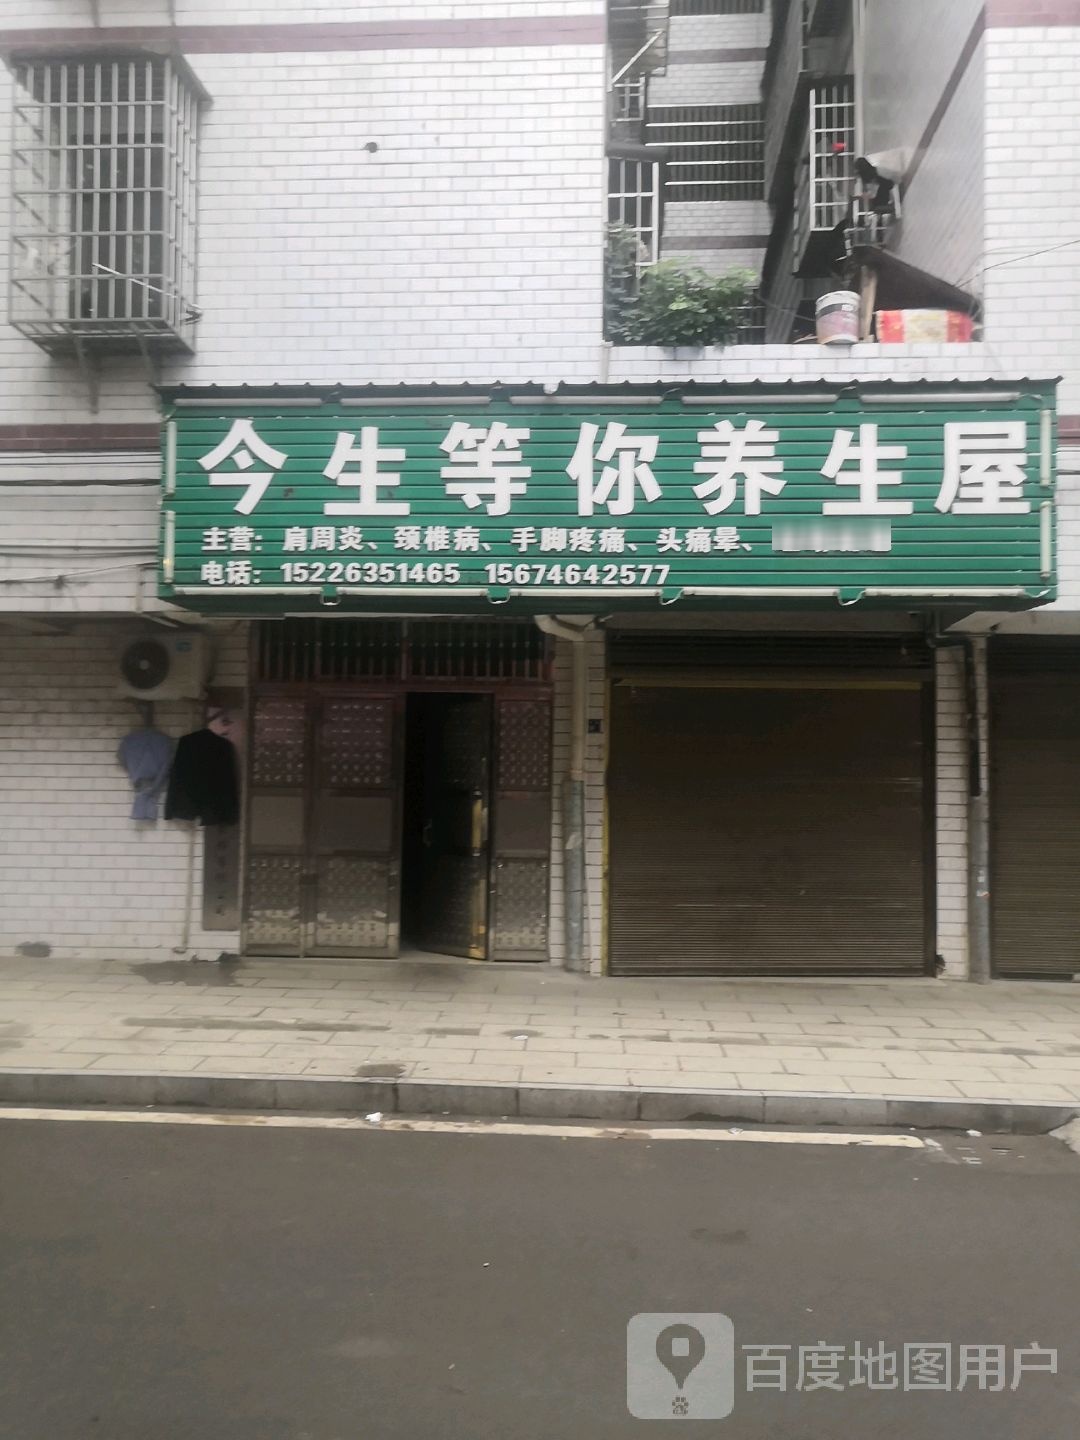 今生等你养生屋
主营：肩周炎、颈椎病、手脚疼痛、头痛晕、
电话：15226351465 15674642577
百度地图用户